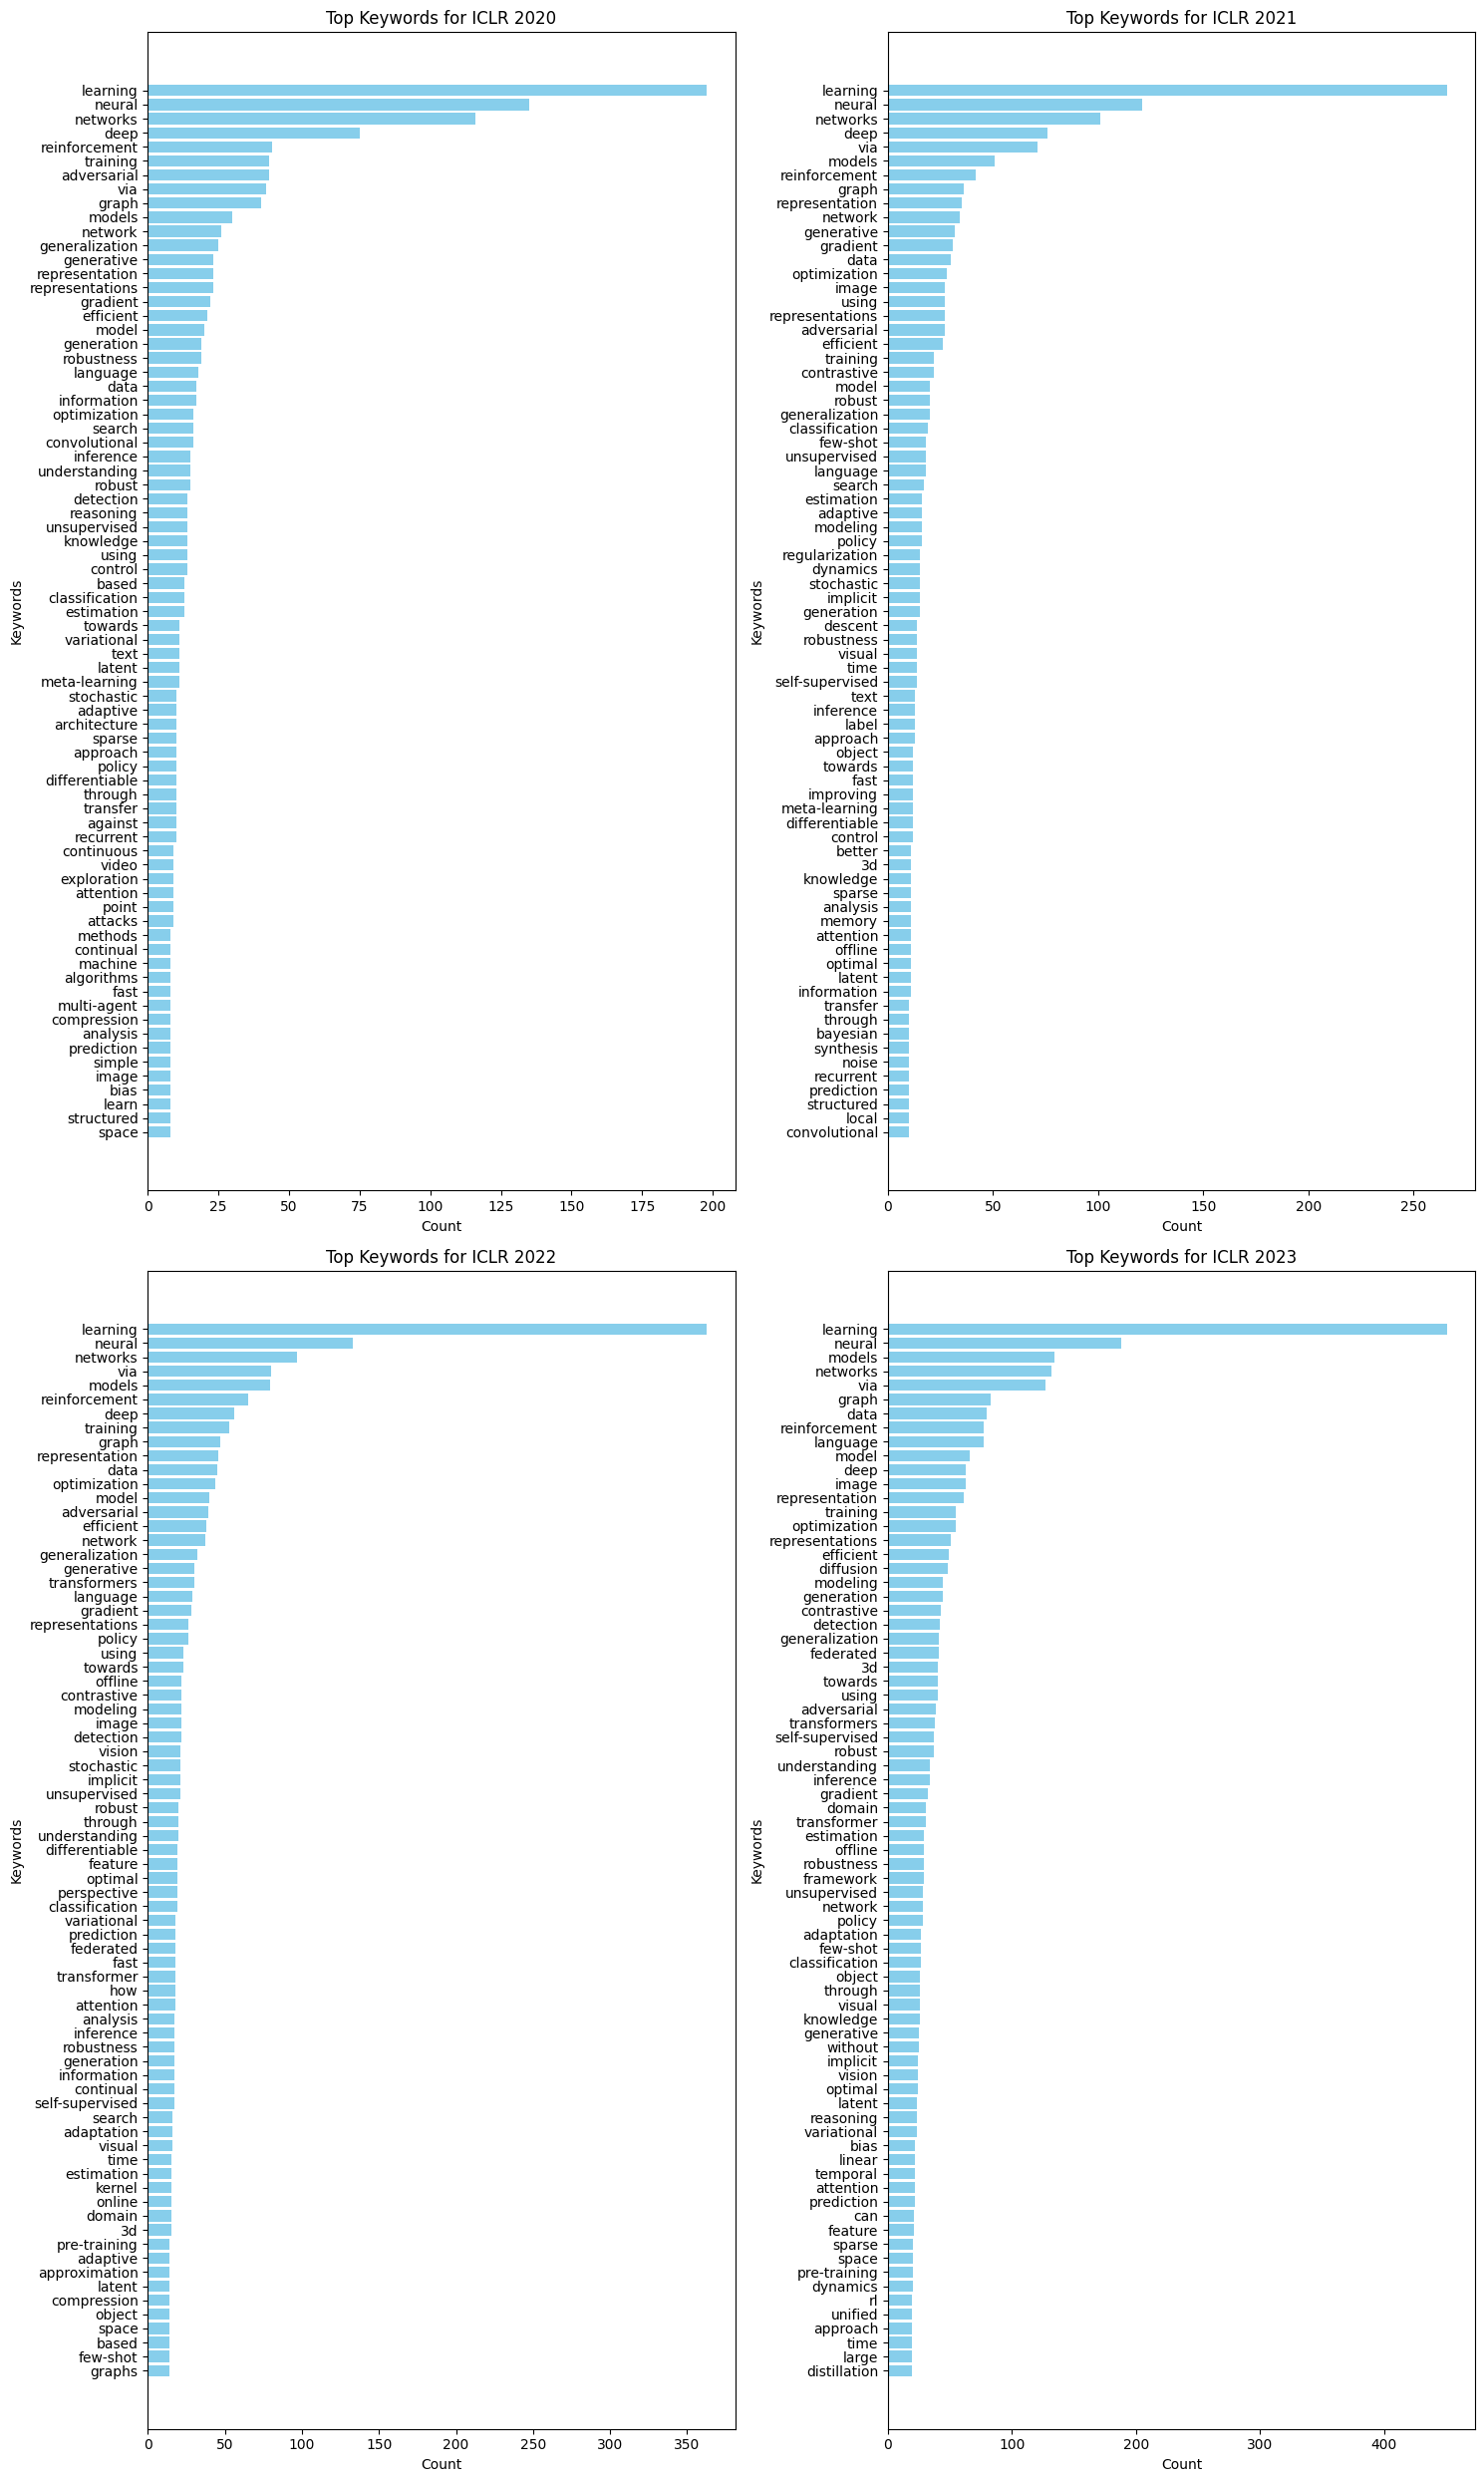 Top Keywords for ICLR 2020
learning
neural
networks
deep
reinforcement
training
adversarial
via
graph
models
network
generalization
generative
representation
representations
gradient
efficient
model
generation
robustness
language
data
information
optimization
search
convolutional
inference
understanding
robust
detection
reasoning
unsupervised
knowledge
using
control
based
classification
estimation
towards
variational
text
latent
meta-learning
stochastic
adaptive
architecture
sparse
approach
policy
differentiable
through
transfer
against
recurrent
continuous
video
exploration
attention
point
attacks
methods
continual
machine
algorithms
fast
multi-agent
compression
analysis
prediction
simple
image
bias
learn
structured
space
Keywords
0 25 50 75 100 125 150 175 200
Count
Top Keywords for ICLR 2021
learning
neural
networks
deep
via
models
reinforcement
graph
representation
network
generative
gradient
data
optimization
image
using
representations
adversarial
efficient
training
contrastive
model
robust
generalization
classification
few-shot
unsupervised
language
search
estimation
adaptive
modeling
policy
regularization
dynamics
stochastic
implicit
generation
descent
robustness
visual
time
self-supervised
text
inference
label
approach
object
towards
fast
improving
meta-learning
differentiable
control
better
3d
knowledge
sparse
analysis
memory
attention
offline
optimal
latent
information
transfer
through
bayesian
synthesis
noise
recurrent
prediction
structured
local
convolutional
Keywords
0 50 100 150 200 250
Count
Top Keywords for ICLR 2022
learning
neural
networks
via
models
reinforcement
deep
training
graph
representation
data
optimization
model
adversarial
efficient
network
generalization
generative
transformers
language
gradient
representations
policy
using
towards
offline
contrastive
modeling
image
detection
vision
stochastic
implicit
unsupervised
robust
through
understanding
differentiable
feature
optimal
perspective
classification
variational
prediction
federated
fast
transformer
how
attention
analysis
inference
robustness
generation
information
continual
self-supervised
search
adaptation
visual
time
estimation
kernel
online
domain
3d
pre-training
adaptive
approximation
latent
compression
object
space
based
few-shot
graphs
Keywords
0 50 100 150 200 250 300 350
Count
Top Keywords for ICLR 2023
learning
neural
models
networks
via
graph
data
reinforcement
language
model
deep
image
representation
training
optimization
representations
efficient
diffusion
modeling
generation
contrastive
detection
generalization
federated
3d
towards
using
adversarial
transformers
self-supervised
robust
understanding
inference
gradient
domain
transformer
estimation
offline
robustness
framework
unsupervised
network
policy
adaptation
few-shot
classification
object
through
visual
knowledge
generative
without
implicit
vision
optimal
latent
reasoning
variational
bias
linear
temporal
attention
prediction
can
feature
sparse
space
pre-training
dynamics
rl
unified
approach
time
large
distillation
Keywords
0 100 200 300 400
Count